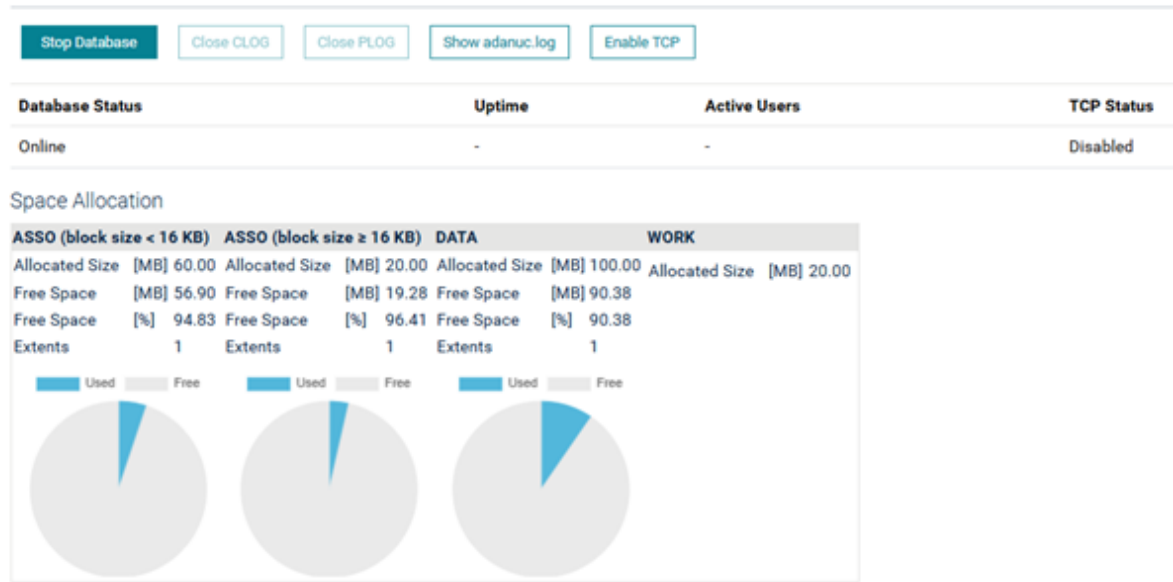 Stop Database Close CLOG Close PLOG Show adanuc.log Enable TCP
Database Status Uptime Active Users TCP Status
Online - - Disabled
Space Allocation
ASSO (block size < 16 KB) ASSO (block size ≥ 16 KB) DATA WORK
Allocated Size [MB] 60.00 Allocated Size [MB] 20.00 Allocated Size [MB] 100.00 Allocated Size [MB] 20.00
Free Space [MB] 56.90 Free Space [MB] 19.28 Free Space [MB] 90.38
Free Space [%] 94.83 Free Space [%] 96.41 Free Space [%] 90.38
Extents 1 Extents 1 Extents 1
Used Free Used Free Used Free